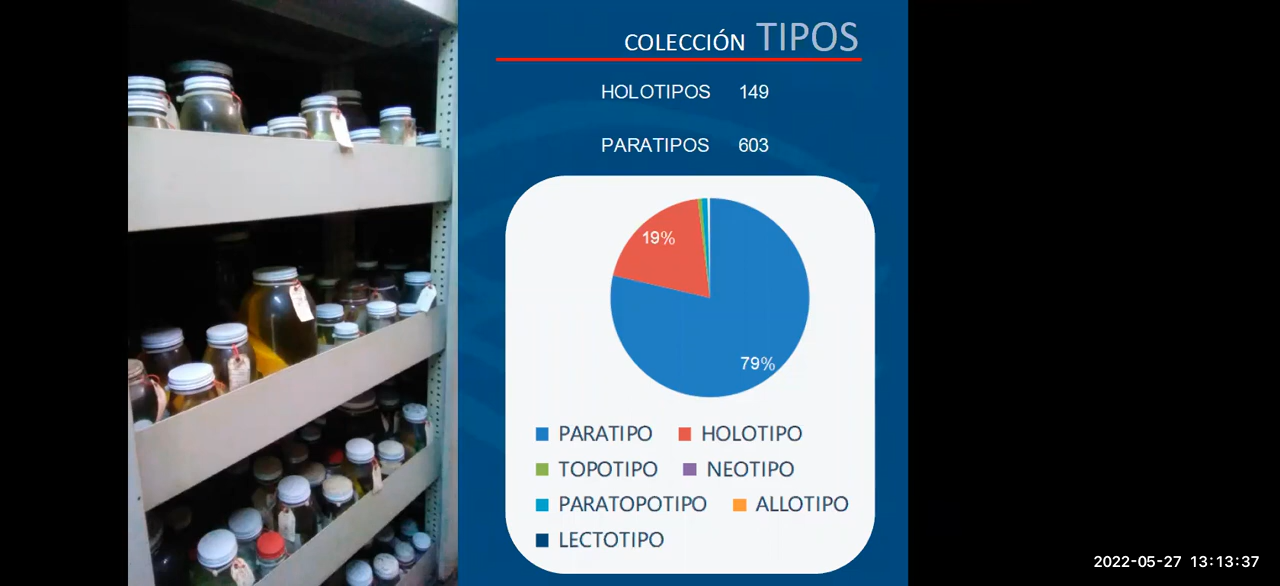 COLECCIÓN TIPOS
HOLOTIPOS 149
PARATIPOS 603
19%
79%
PARATIPO HOLOTIPO
TOPOTIPO NEOTIPO
PARATOPOTIPO ALLOTIPO
LECTOTIPO
2022-05-27 13:13:37